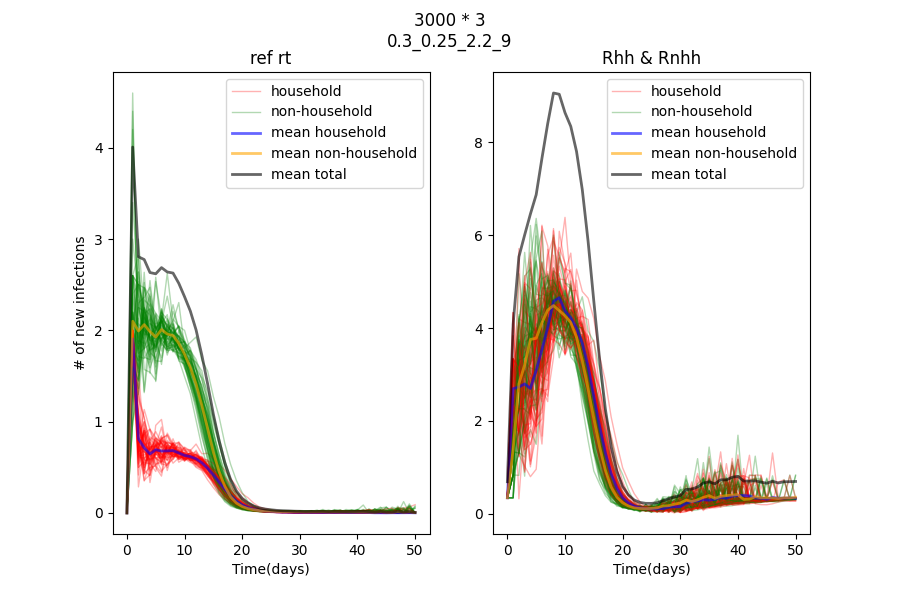 3000 * 3
0.3_0.25_2.2_9
ref rt
Rhh & Rnhh
household
non-household
mean household
mean non-household
mean total
household
non-household
mean household
mean non-household
mean total
# of new infections
4
3
2
1
0
8
6
4
2
0
0 10 20 30 40 50
0 10 20 30 40 50
Time(days)
Time(days)